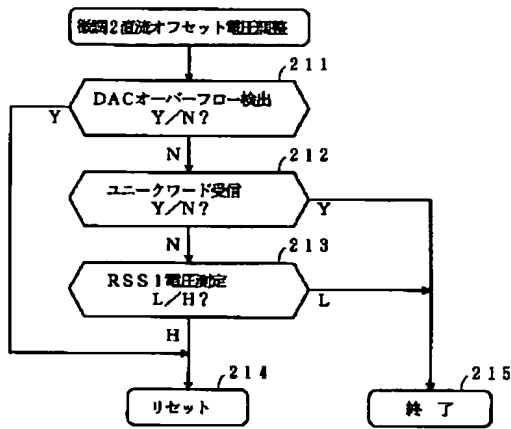 微調2直流オフセット電圧調整
211
DACオーバーフロー検出
Y/N?
Y
N
212
ユニークワード受信
Y/N?
Y
N
213
RSSI電圧測定
L/H?
L
H
214
リセット
215
終 了